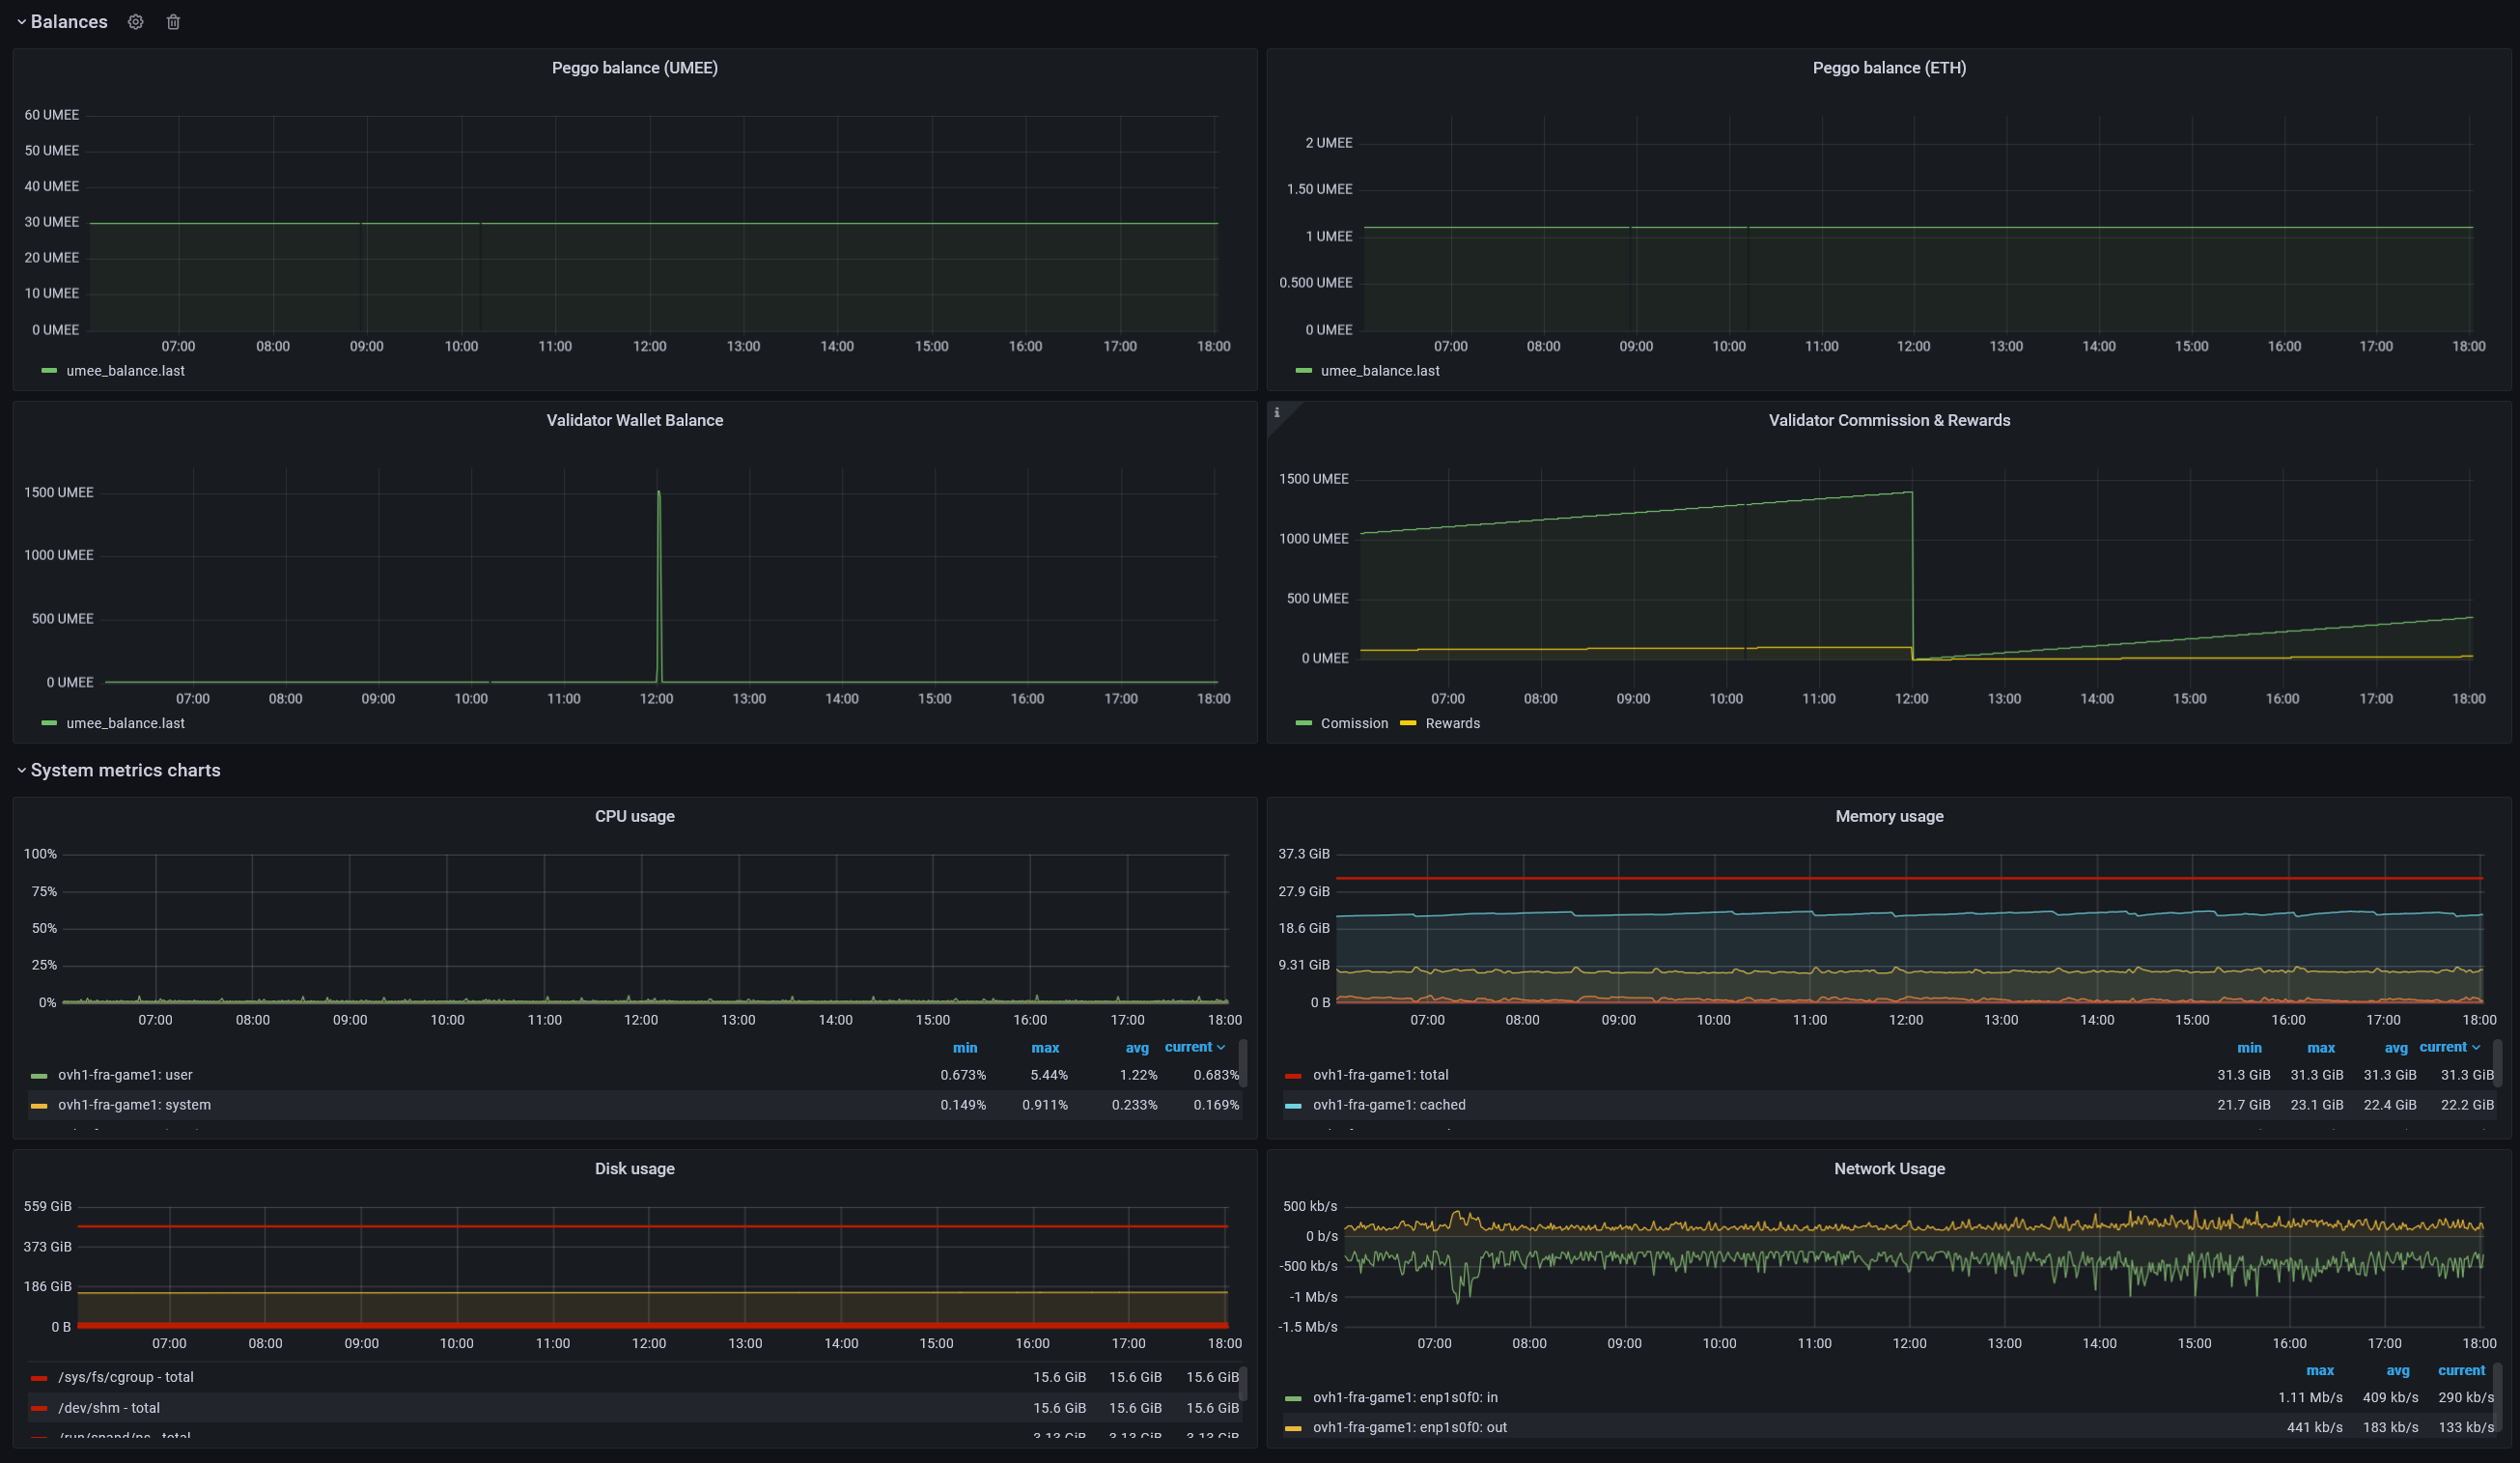 Balances
Peggo balance (UMEE)
60 UMEE
50 UMEE
40 UMEE
30 UMEE
20 UMEE
10 UMEE
0 UMEE
07:00 08:00 09:00 10:00 11:00 12:00 13:00 14:00 15:00 16:00 17:00 18:00
umee_balance.last
Peggo balance (ETH)
2 UMEE
1.50 UMEE
1 UMEE
0.500 UMEE
0 UMEE
07:00 08:00 09:00 10:00 11:00 12:00 13:00 14:00 15:00 16:00 17:00 18:00
umee_balance.last
Validator Wallet Balance
1500 UMEE
1000 UMEE
500 UMEE
0 UMEE
07:00 08:00 09:00 10:00 11:00 12:00 13:00 14:00 15:00 16:00 17:00 18:00
umee_balance.last
i
Validator Commission & Rewards
1500 UMEE
1000 UMEE
500 UMEE
0 UMEE
07:00 08:00 09:00 10:00 11:00 12:00 13:00 14:00 15:00 16:00 17:00 18:00
Comission Rewards
System metrics charts
CPU usage
100%
75%
50%
25%
0%
07:00 08:00 09:00 10:00 11:00 12:00 13:00 14:00 15:00 16:00 17:00 18:00
min max avg current
ovh1-fra-game1: user 0.673% 5.44% 1.22% 0.683%
ovh1-fra-game1: system 0.149% 0.911% 0.233% 0.169%
Memory usage
37.3 GiB
27.9 GiB
18.6 GiB
9.31 GiB
0 B
07:00 08:00 09:00 10:00 11:00 12:00 13:00 14:00 15:00 16:00 17:00 18:00
min max avg current
ovh1-fra-game1: total 31.3 GiB 31.3 GiB 31.3 GiB 31.3 GiB
ovh1-fra-game1: cached 21.7 GiB 23.1 GiB 22.4 GiB 22.2 GiB
Disk usage
559 GiB
373 GiB
186 GiB
0 B
07:00 08:00 09:00 10:00 11:00 12:00 13:00 14:00 15:00 16:00 17:00 18:00
/sys/fs/cgroup - total 15.6 GiB 15.6 GiB 15.6 GiB
/dev/shm - total 15.6 GiB 15.6 GiB 15.6 GiB
/run/snapd/ns - total 3.13 GiB 3.13 GiB 3.13 GiB
Network Usage
500 kb/s
0 b/s
-500 kb/s
-1 Mb/s
-1.5 Mb/s
07:00 08:00 09:00 10:00 11:00 12:00 13:00 14:00 15:00 16:00 17:00 18:00
max avg current
ovh1-fra-game1: enp1s0f0: in 1.11 Mb/s 409 kb/s 290 kb/s
ovh1-fra-game1: enp1s0f0: out 441 kb/s 183 kb/s 133 kb/s